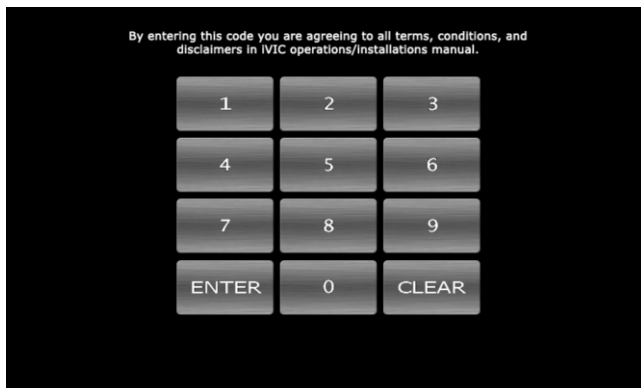 By entering this code you are agreeing to all terms, conditions, and
disclaimers in iVIC operations/installations manual.
1 2 3
4 5 6
7 8 9
ENTER 0 CLEAR